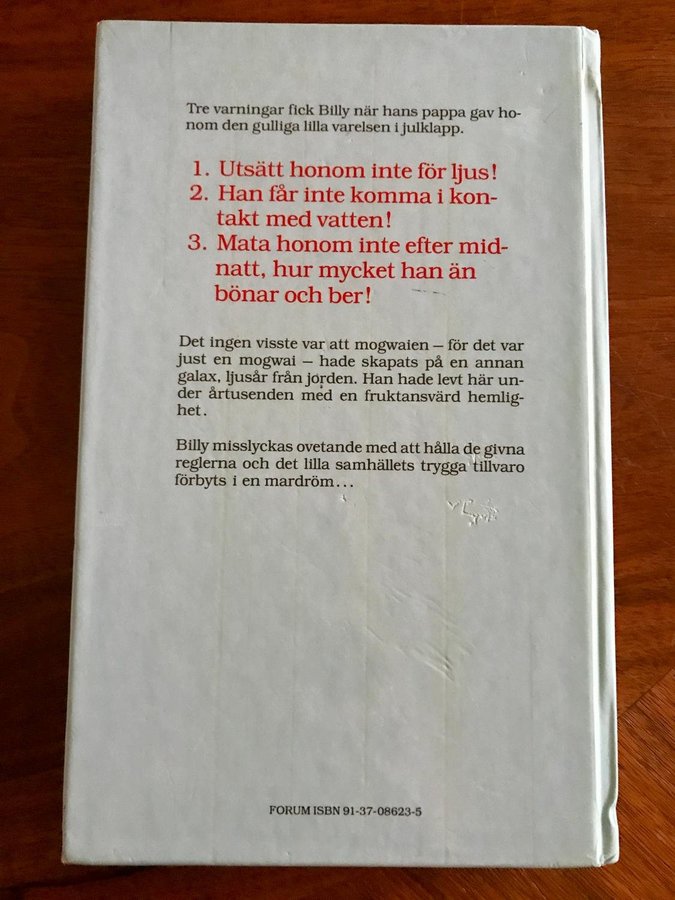 Tre varningar fick Billy när hans pappa gav ho-
nom den gulliga lilla varelsen i julklapp.
1. Utsätt honom inte för ljus!
2. Han får inte komma i kon-
takt med vatten!
3. Mata honom inte efter mid-
natt, hur mycket han än
bönar och ber!
Det ingen visste var att mogwaien – för det var
just en mogwai – hade skapats på en annan
galax, ljusår från jorden. Han hade levt här un-
der årtusenden med en fruktansvärd hemlig-
het.
Billy misslyckas ovetande med att hålla de givna
reglerna och det lilla samhällets trygga tillvaro
förbyts i en mardröm...
FORUM ISBN 91-37-08623-5